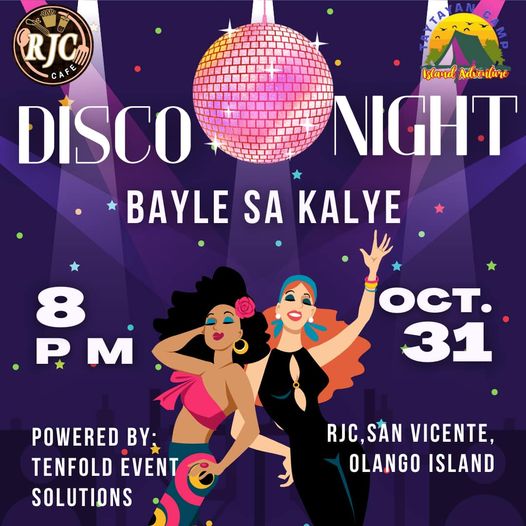 RJC
CAFE
TAYTAYAN CAMP
Island Adventure
DISCO NIGHT
BAYLE SA KALYE
8
PM
OCT.
31
POWERED BY:
TENFOLD EVENT
SOLUTIONS
RJC,SAN VICENTE,
OLANGO ISLAND